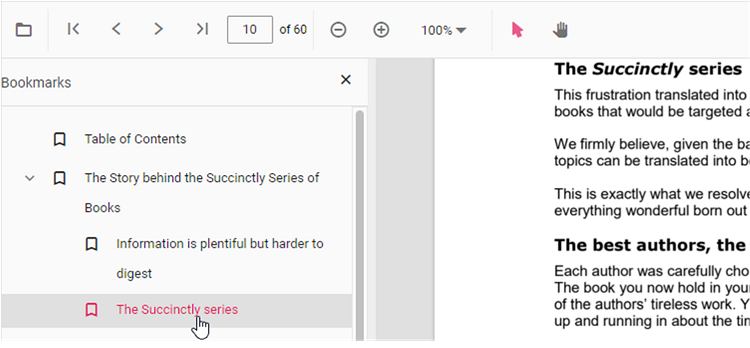 10 of 60 100%
Bookmarks
Table of Contents
The Story behind the Succinctly Series of
Books
Information is plentiful but harder to
digest
The Succinctly series
The Succinctly series
This frustration translated into
books that would be targeted a
We firmly believe, given the ba
topics can be translated into b
This is exactly what we resolve
everything wonderful born out
The best authors, the
Each author was carefully cho
The book you now hold in you
of the authors' tireless work. Y
up and running in about the tin